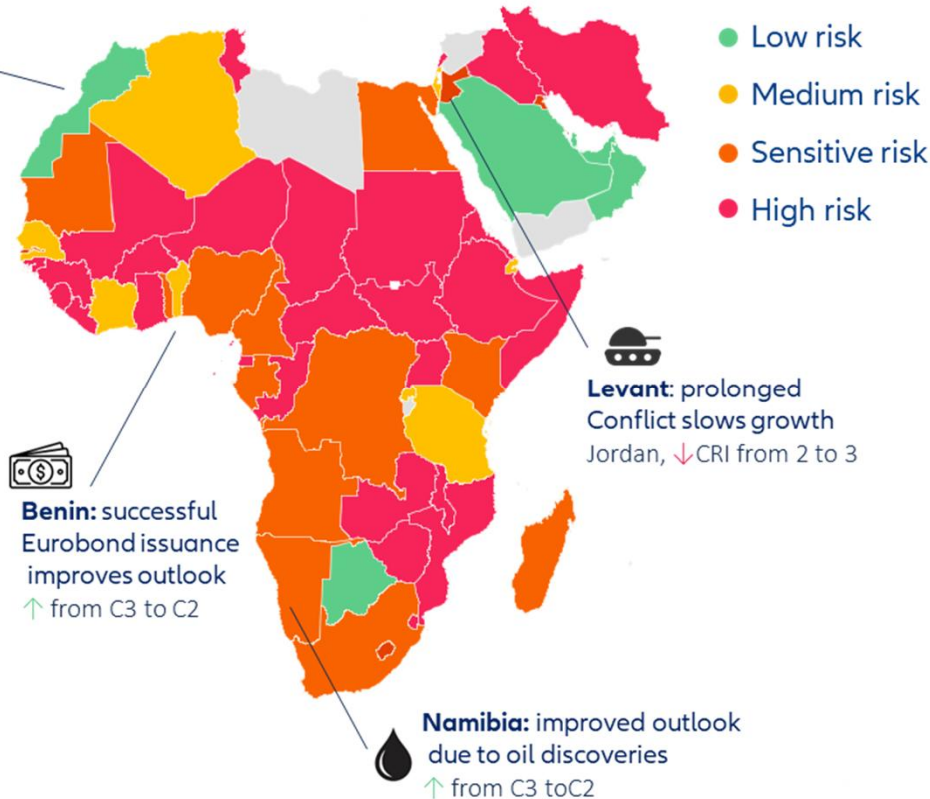 Low risk
Medium risk
Sensitive risk
High risk
Levant: prolonged
Conflict slows growth
Jordan, ↓CRI from 2 to 3
$
Benin: successful
Eurobond issuance
improves outlook
↑ from C3 to C2
Namibia: improved outlook
due to oil discoveries
↑ from C3 toC2